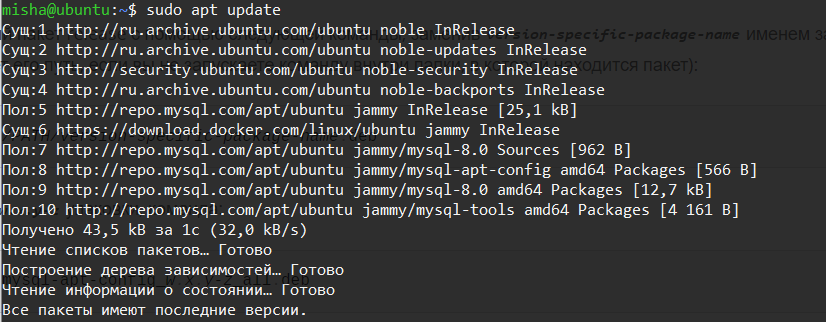 misha@ubuntu:~$ sudo apt update
Сущ:1 http://ru.archive.ubuntu.com/ubuntu noble InRelease
Сущ:2 http://ru.archive.ubuntu.com/ubuntu noble-updates InRelease
Сущ:3 http://security.ubuntu.com/ubuntu noble-security InRelease
Сущ:4 http://ru.archive.ubuntu.com/ubuntu noble-backports InRelease
Пол:5 http://repo.mysql.com/apt/ubuntu jammy InRelease [25,1 kB]
Сущ:6 https://download.docker.com/linux/ubuntu jammy InRelease
Пол:7 http://repo.mysql.com/apt/ubuntu jammy/mysql-8.0 Sources [962 B]
Пол:8 http://repo.mysql.com/apt/ubuntu jammy/mysql-apt-config amd64 Packages [566 B]
Пол:9 http://repo.mysql.com/apt/ubuntu jammy/mysql-8.0 amd64 Packages [12,7 kB]
Пол:10 http://repo.mysql.com/apt/ubuntu jammy/mysql-tools amd64 Packages [4 161 B]
Получено 43,5 kB за 1с (32,0 kB/s)
Чтение списков пакетов… Готово
Построение дерева зависимостей… Готово
Чтение информации о состоянии… Готово
Все пакеты имеют последние версии.